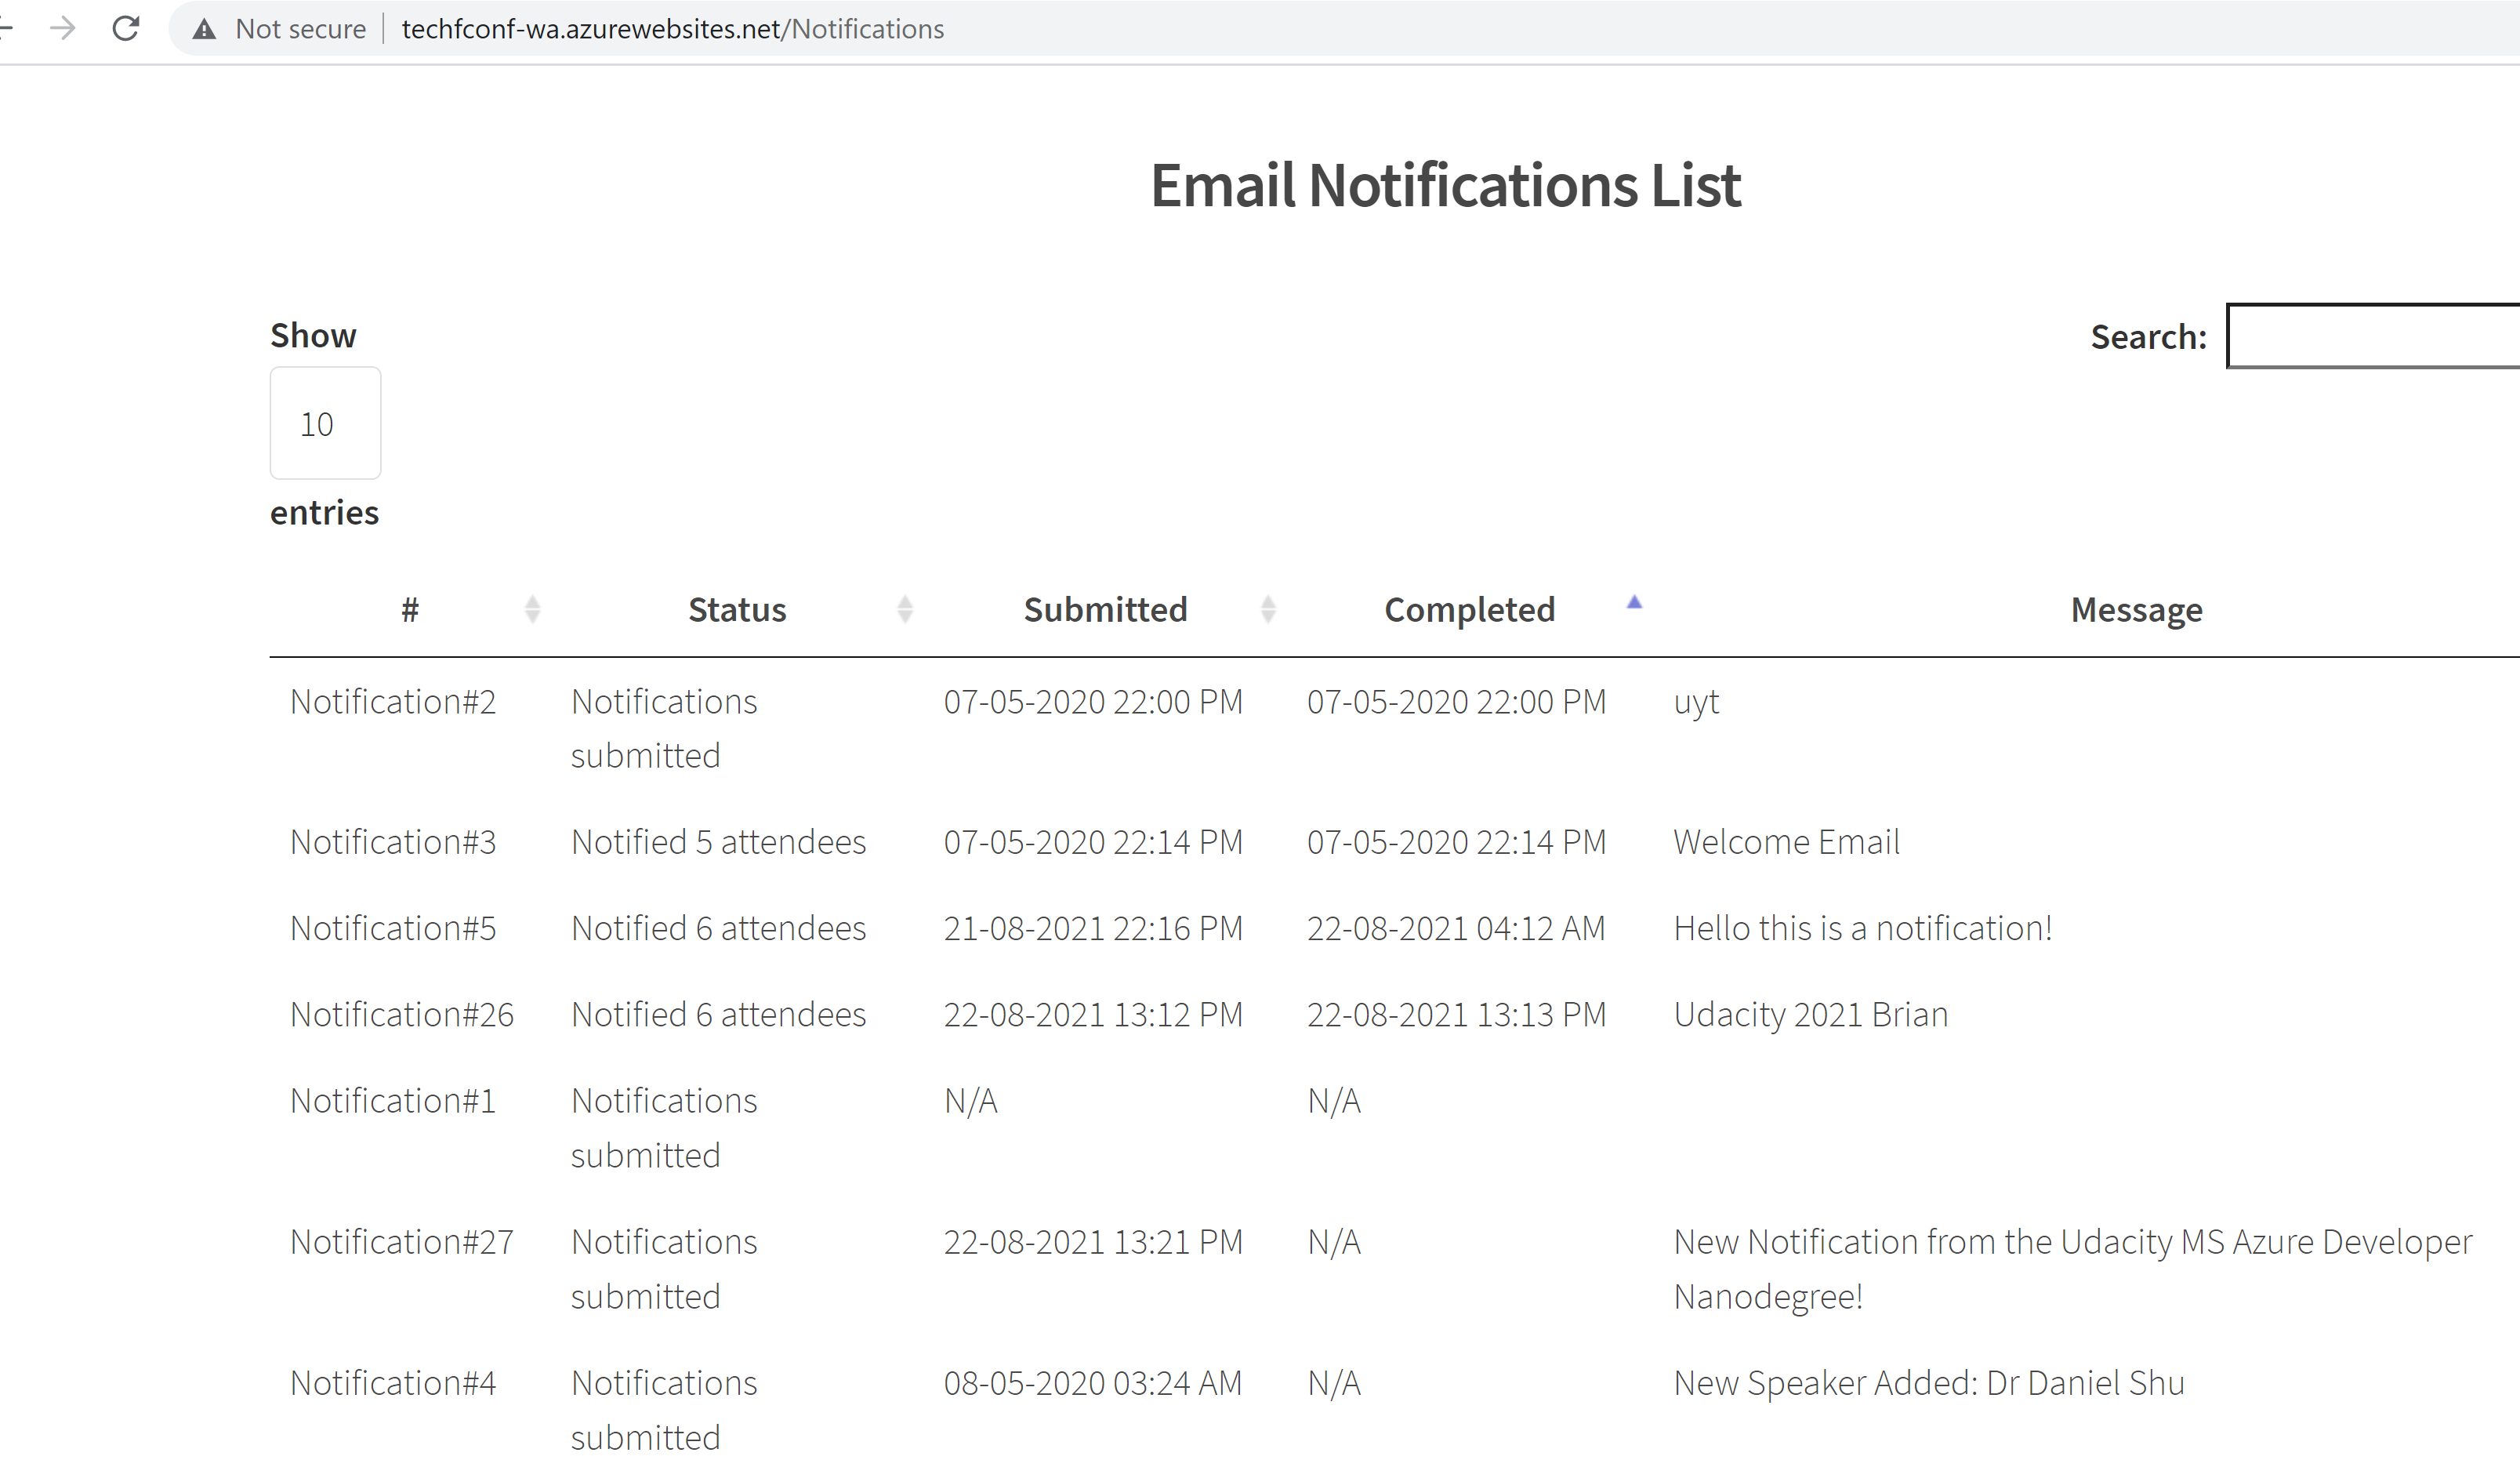 Not secure techfconf-wa.azurewebsites.net/Notifications
Email Notifications List
Show
Search:
10
entries
# Status Submitted Completed Message
Notification#2 Notifications 07-05-2020 22:00 PM 07-05-2020 22:00 PM uyt
submitted
Notification#3 Notified 5 attendees 07-05-2020 22:14 PM 07-05-2020 22:14 PM Welcome Email
Notification#5 Notified 6 attendees 21-08-2021 22:16 PM 22-08-2021 04:12 AM Hello this is a notification!
Notification#26 Notified 6 attendees 22-08-2021 13:12 PM 22-08-2021 13:13 PM Udacity 2021 Brian
Notification#1 Notifications N/A N/A
submitted
Notification#27 Notifications 22-08-2021 13:21 PM N/A New Notification from the Udacity MS Azure Developer
submitted Nanodegree!
Notification#4 Notifications 08-05-2020 03:24 AM N/A New Speaker Added: Dr Daniel Shu
submitted